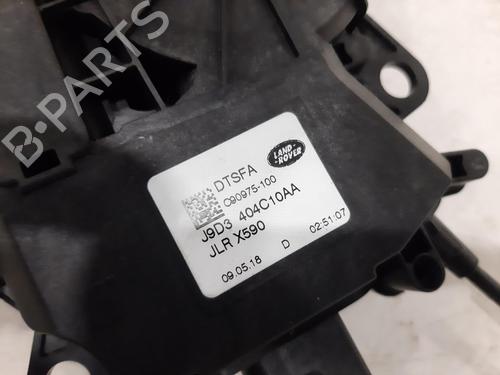 B-PARTS
DTSFA
C90975-100
LAND-
ROVER
J9D3 404C10AA
JLR X590
09.05.18 D 02:51:07